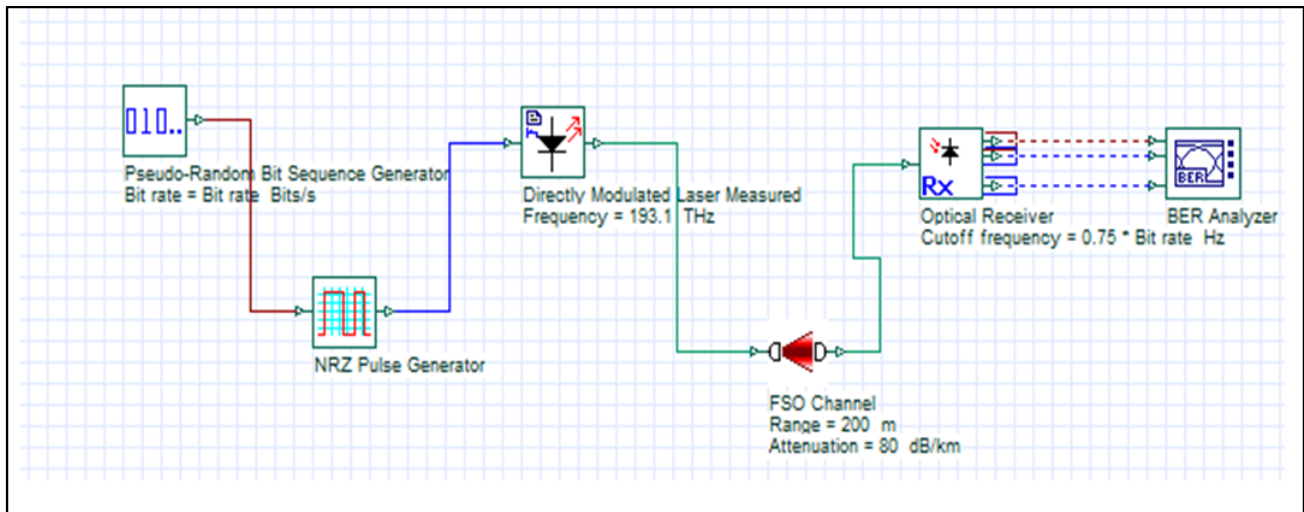 010..
Pseudo-Random Bit Sequence Generator
Bit rate = Bit rate Bits/s
NRZ Pulse Generator
Directly Modulated Laser Measured
Frequency = 193.1 THz
FSO Channel
Range = 200 m
Attenuation = 80 dB/km
Rx
Optical Receiver
Cutoff frequency = 0.75 * Bit rate Hz
BER
BER Analyzer